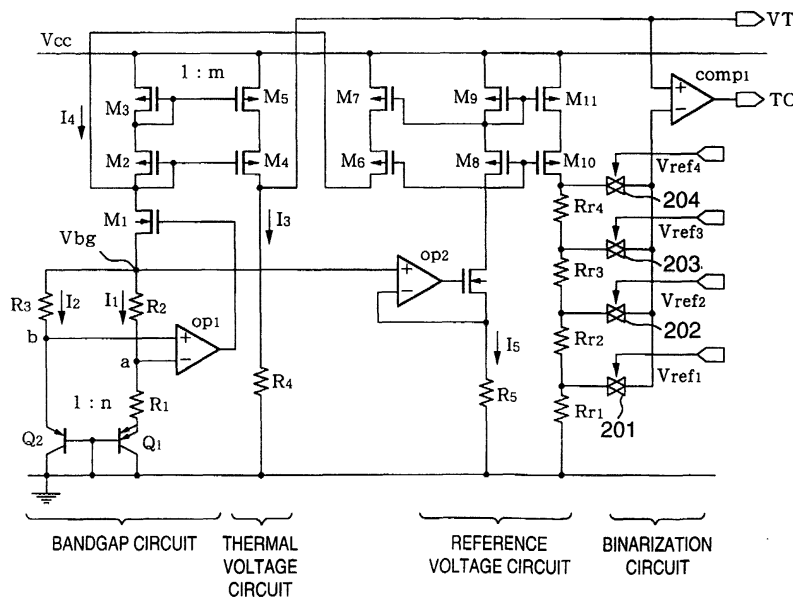 VT
Vcc
1 : m
comp1
M3
M5
M7
M9
M11
TC
I4
M2
M4
M6
M8
M10
Vref4
204
M1
I3
Rr4
Vref3
Vbg
op2
203
R3
I2
I1
R2
Rr3
Vref2
op1
b
202
a
I5
Rr2
Vref1
R4
1 : n
R1
R5
Rr1
201
Q2
Q1
BANDGAP CIRCUIT
THERMAL
VOLTAGE
CIRCUIT
REFERENCE
VOLTAGE CIRCUIT
BINARIZATION
CIRCUIT